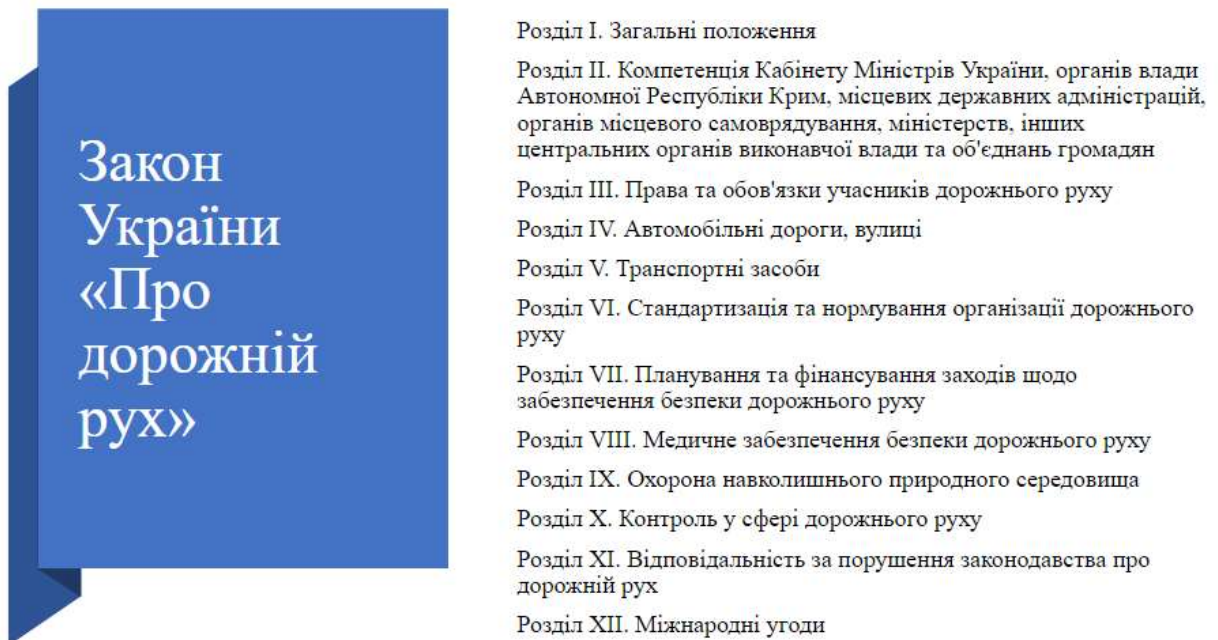 Закон
України
«Про
дорожній
рух»
Розділ I. Загальні положення
Розділ II. Компетенція Кабінету Міністрів України, органів влади
Автономної Республіки Крим, місцевих державних адміністрацій,
органів місцевого самоврядування, міністерств, інших
центральних органів виконавчої влади та об'єднань громадян
Розділ III. Права та обов'язки учасників дорожнього руху
Розділ IV. Автомобільні дороги, вулиці
Розділ V. Транспортні засоби
Розділ VI. Стандартизація та нормування організації дорожнього
руху
Розділ VII. Планування та фінансування заходів щодо
забезпечення безпеки дорожнього руху
Розділ VIII. Медичне забезпечення безпеки дорожнього руху
Розділ IX. Охорона навколишнього природного середовища
Розділ X. Контроль у сфері дорожнього руху
Розділ XI. Відповідальність за порушення законодавства про
дорожній рух
Розділ XII. Міжнародні угоди